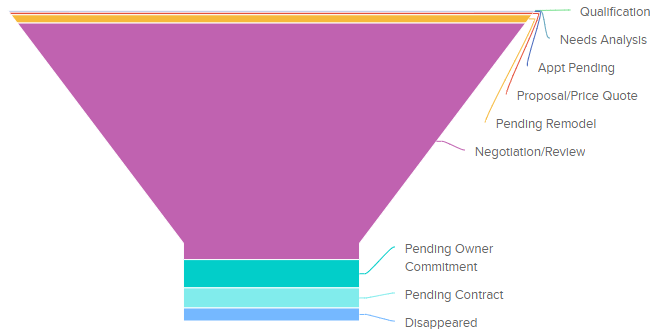 Qualification
Needs Analysis
Appt Pending
Proposal/Price Quote
Pending Remodel
Negotiation/Review
Pending Owner
Commitment
Pending Contract
Disappeared